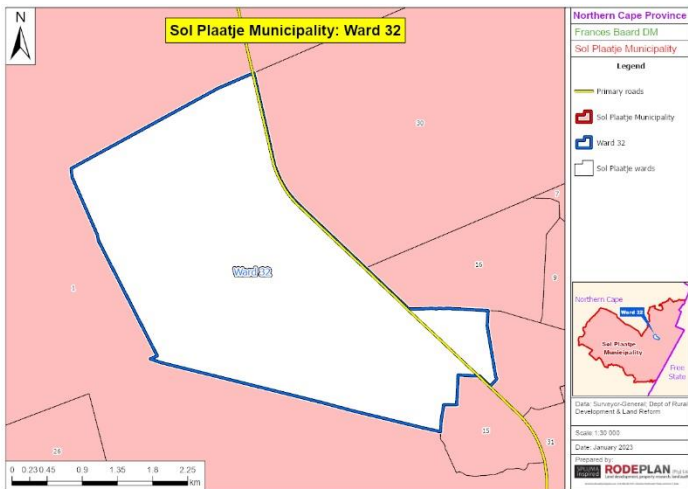 N
Sol Plaatje Municipality: Ward 32
30
7
16
8
1
Ward 32
28
15
31
0 0.23 0.45 0.9 1.35 1.8 2.25
km
Northern Cape Province
Frances Baard DM
Sol Plaatje Municipality
Legend
Primary roads
Sol Plaatje Municipality
Ward 32
Sol Plaatje wards
Northern Cape
Ward 32
Sol Plaatje
Municipality
Free
State
Data: Surveyor-General; Dept of Rural
Development & Land Reform
Scale: 1:30 000
Date: January 2023
Prepared by:
RODEPLAN